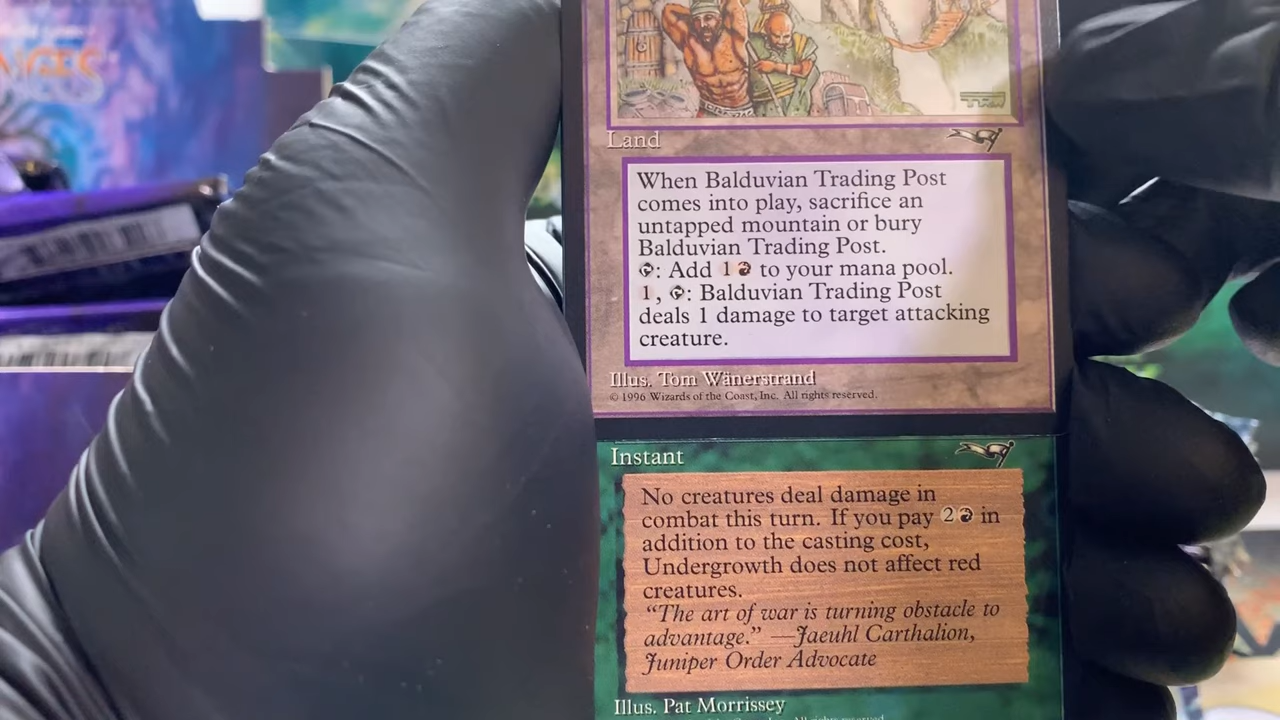 Land
When Balduvian Trading Post
comes into play, sacrifice an
untapped mountain or bury
Balduvian Trading Post.
: Add 1 to your mana pool.
1, : Balduvian Trading Post
deals 1 damage to target attacking
creature.
Illus. Tom Wänerstrand
© 1996 Wizards of the Coast, Inc. All rights reserved.
Instant
No creatures deal damage in
combat this turn. If you pay 2 in
addition to the casting cost,
Undergrowth does not affect red
creatures.
"The art of war is turning obstacle to
advantage." —Jaeuhl Carthalion,
Juniper Order Advocate
Illus. Pat Morrissey